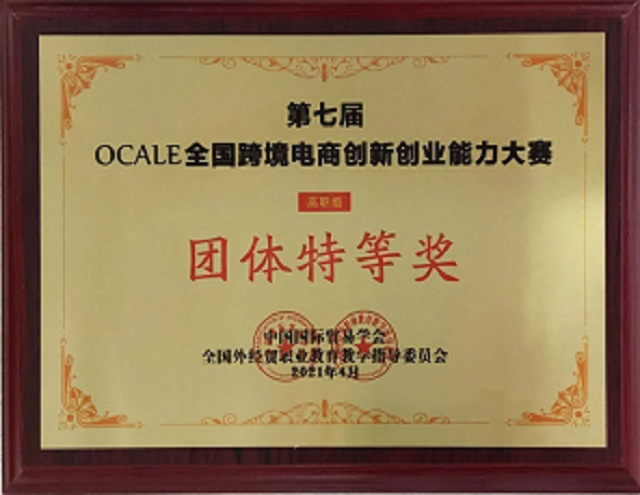 第七届
OCALE全国跨境电商创新创业能力大赛
高职组
团体特等奖
中国国际贸易学会
全国外经贸职业教育教学指导委员会
2021年4月